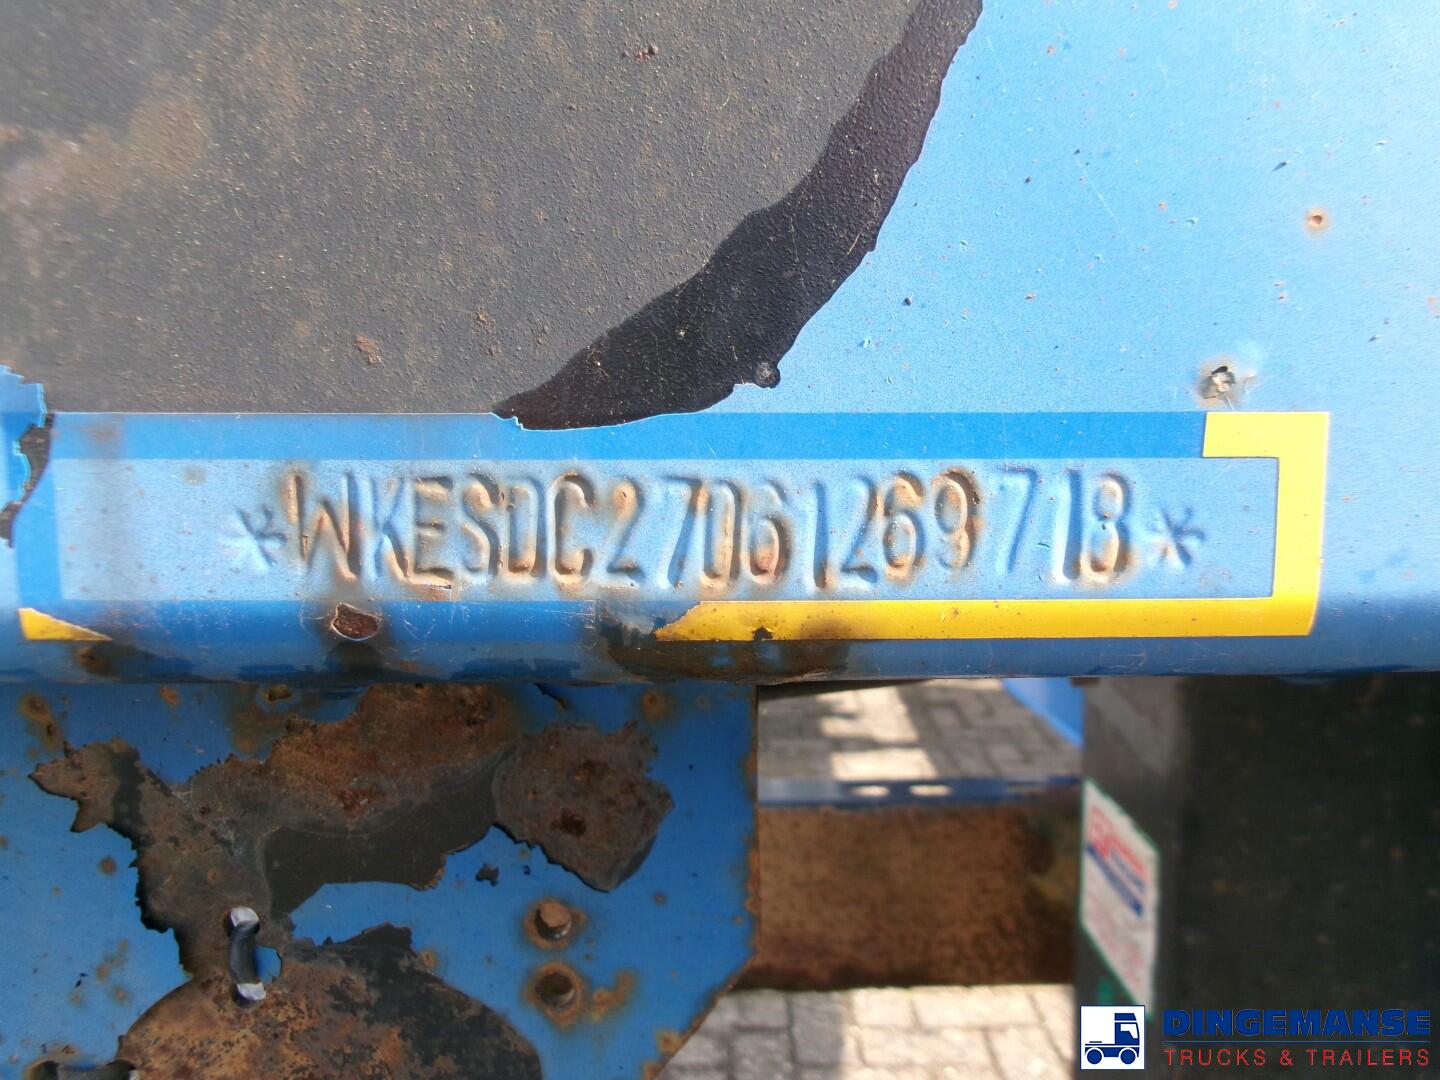 *WKESDC27061269718*
DINGEMANSE
TRUCKS & TRAILERS